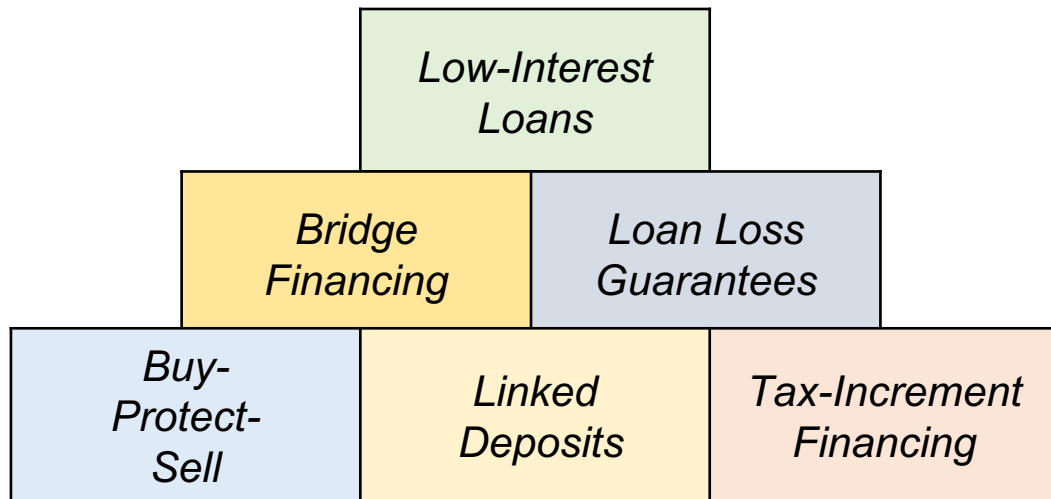 Low-Interest
Loans
Bridge
Financing
Loan Loss
Guarantees
Buy-
Protect-
Sell
Linked
Deposits
Tax-Increment
Financing